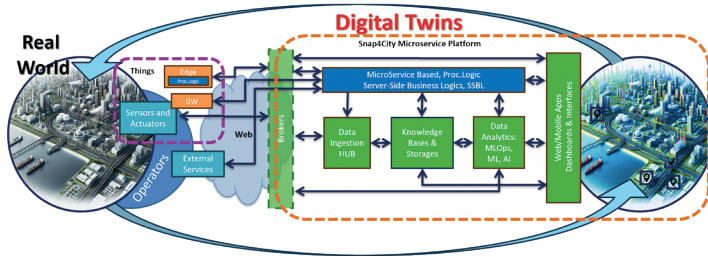 Digital Twins
Real
World
Snap4City Microservice Platform
Things
Edge
Proc.Logic
GW
Sensors and
Actuators
Operators
External
Services
Web
Brokers
MicroService Based, Proc.Logic
Server-Side Business Logics, SSBL
Data
Ingestion
HUB
Knowledge
Bases &
Storages
Data
Analytics:
MLOps,
ML, AI
Web/Mobile Apps
Dashboards & Interfaces